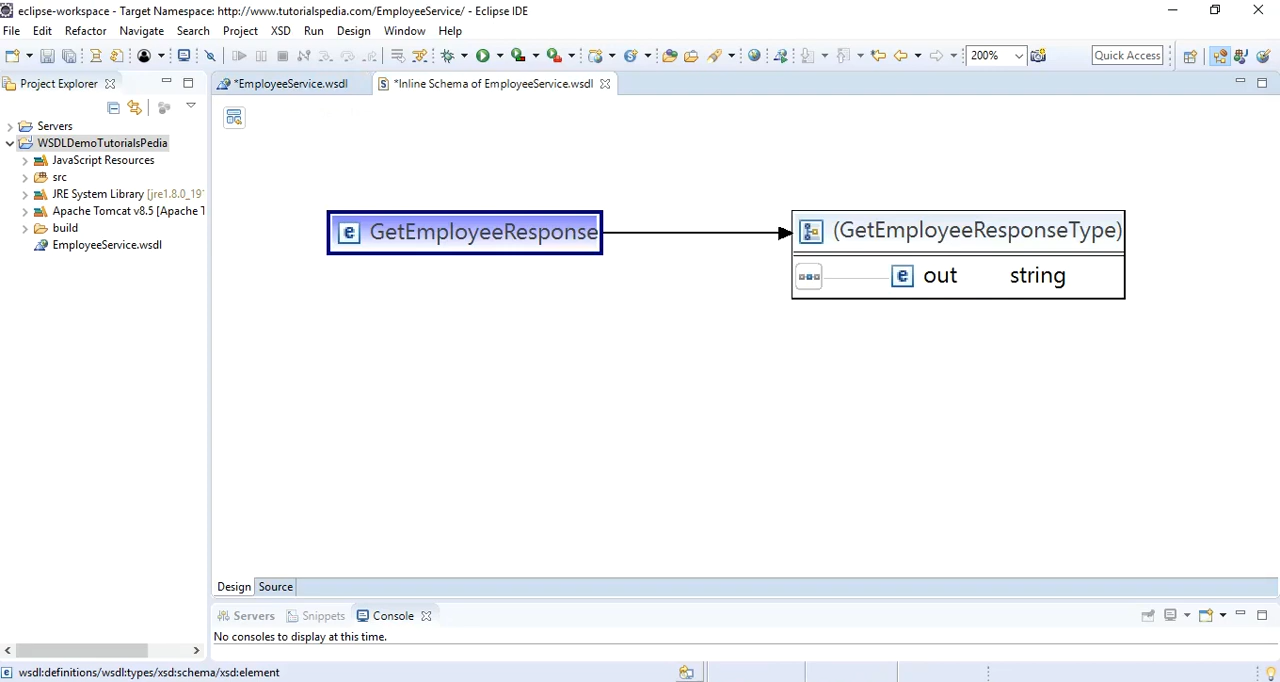 eclipse-workspace - Target Namespace: http://www.tutorialspedia.com/EmployeeService/ - Eclipse IDE
File Edit Refactor Navigate Search Project XSD Run Design Window Help
200% Quick Access
Project Explorer
*EmployeeService.wsdl
*Inline Schema of EmployeeService.wsdl
Servers
WSDLDemoTutorialsPedia
JavaScript Resources
src
JRE System Library [jre1.8.0_19
Apache Tomcat v8.5 [Apache T
build
EmployeeService.wsdl
GetEmployeeResponse
(GetEmployeeResponseType)
e out string
Design Source
Servers Snippets Console
No consoles to display at this time.
wsdl:definitions/wsdl:types/xsd:schema/xsd:element